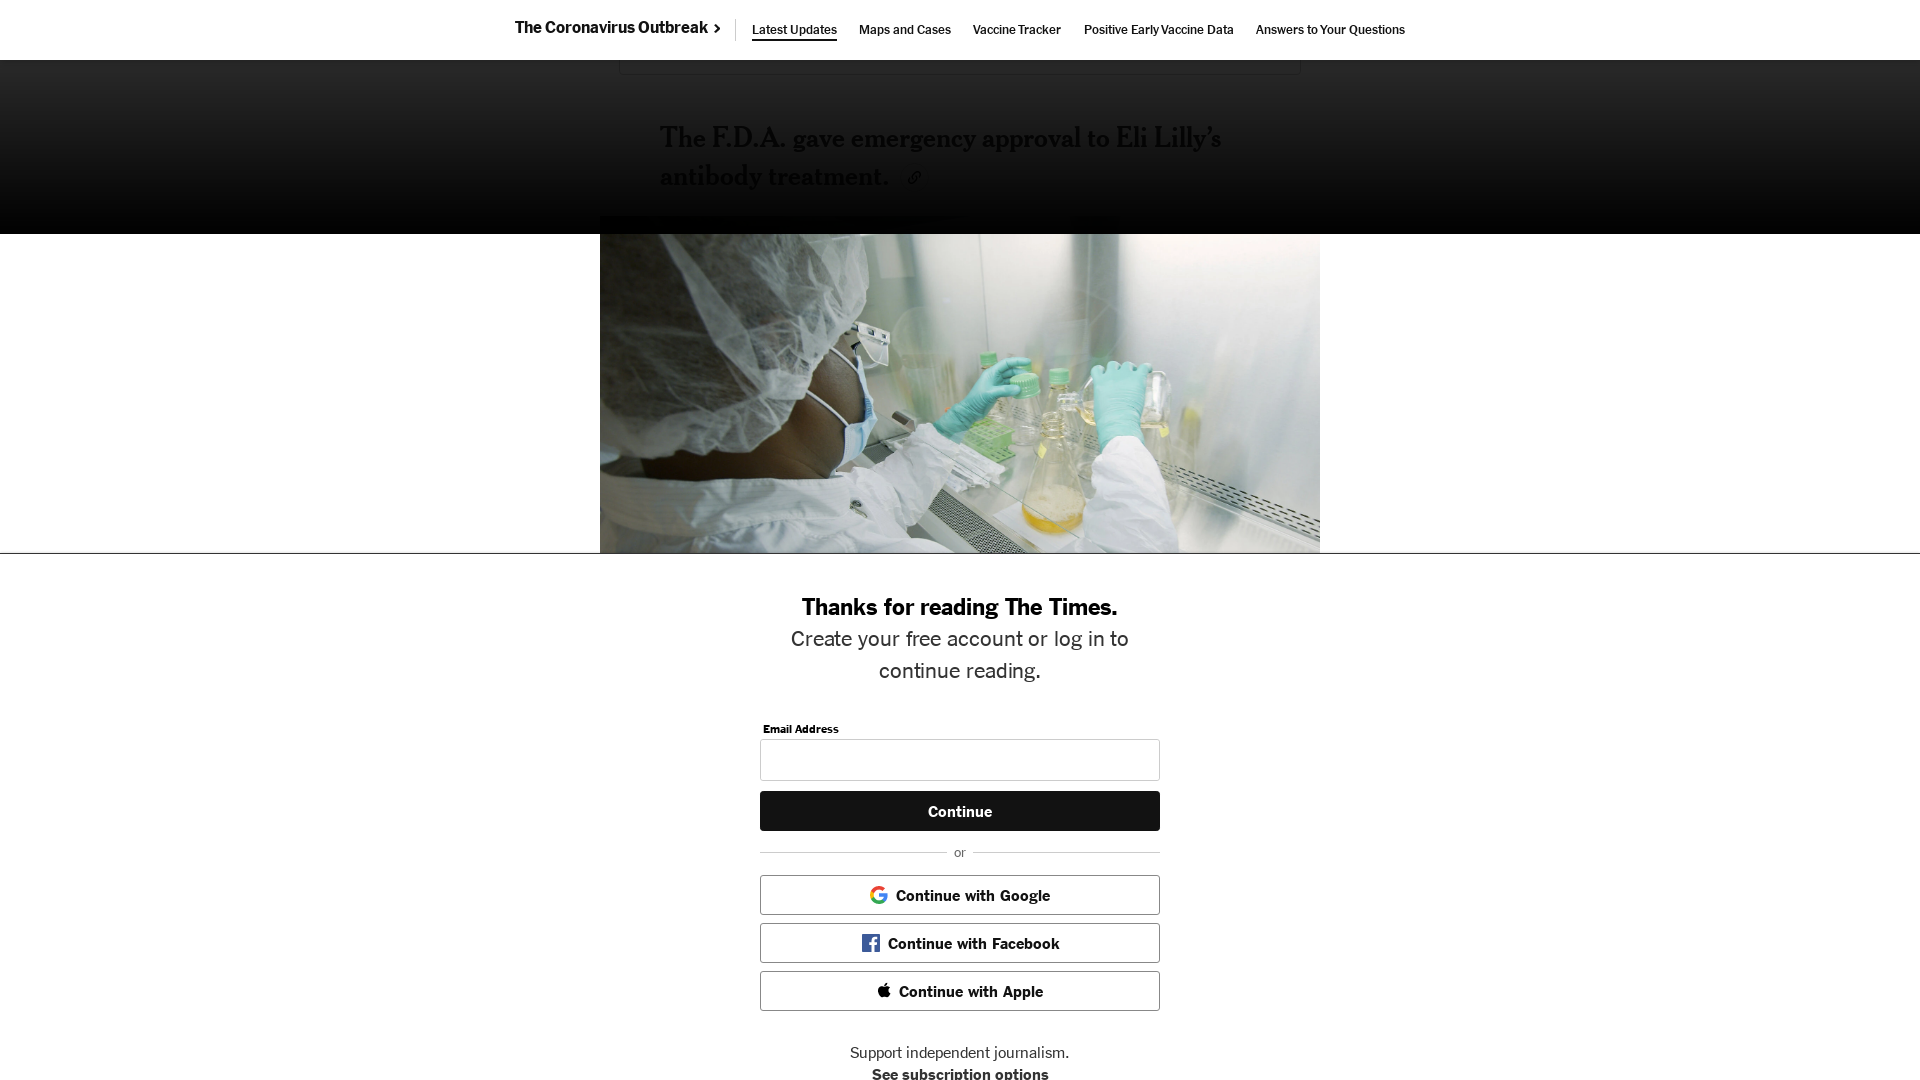 The Coronavirus Outbreak
Latest Updates
Maps and Cases
Vaccine Tracker
Positive Early Vaccine Data
Answers to Your Questions
The F.D.A. gave emergency approval to Eli Lilly’s
antibody treatment.
Thanks for reading The Times.
Create your free account or log in to
continue reading.
Email Address
Continue
or
Continue with Google
Continue with Facebook
Continue with Apple
Support independent journalism.
See subscription options